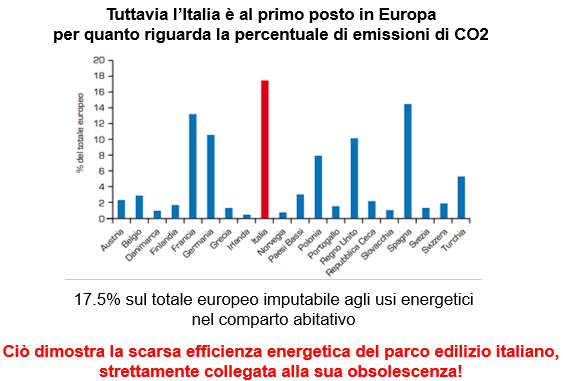 Tuttavia l'Italia è al primo posto in Europa
per quanto riguarda la percentuale di emissioni di CO2
% del totale europeo
20
18
16
14
12
10
8
6
4
2
0
Austria
Belgio
Danimarca
Finlandia
Francia
Germania
Grecia
Irlanda
Italia
Norvegia
Paesi Bassi
Polonia
Portogallo
Regno Unito
Repubblica Ceca
Slovacchia
Spagna
Svezia
Svizzera
Turchia
17.5% sul totale europeo imputabile agli usi energetici
nel comparto abitativo
Ciò dimostra la scarsa efficienza energetica del parco edilizio italiano,
strettamente collegata alla sua obsolescenza!